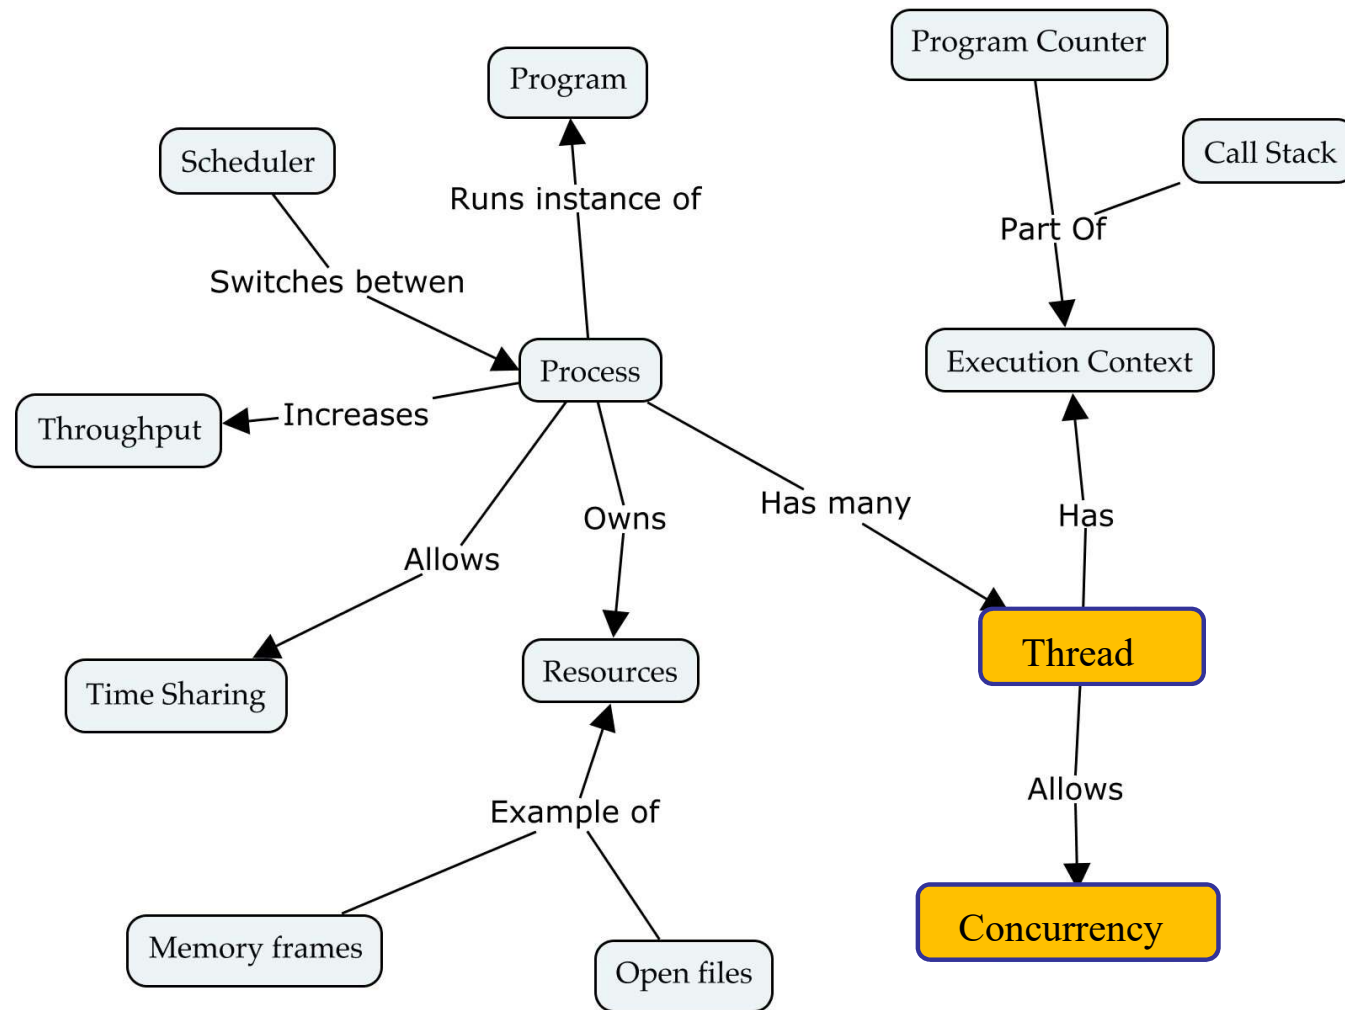 Program Counter
Program
Scheduler
Call Stack
Runs instance of
Part Of
Switches betwen
Process
Execution Context
Throughput
Increases
Has many
Owns
Has
Allows
Thread
Time Sharing
Resources
Allows
Example of
Concurrency
Memory frames
Open files